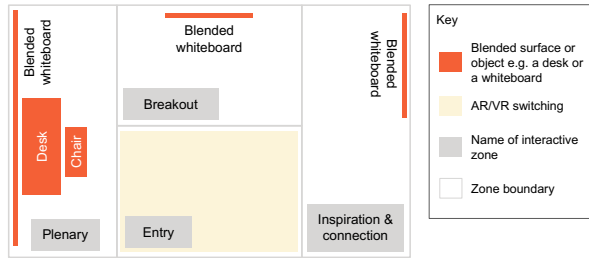 Blended
whiteboard
Desk
Chair
Plenary
Blended
whiteboard
Breakout
Entry
Blended
whiteboard
Inspiration &
connection
Key
Blended surface or
object e.g. a desk or
a whiteboard
AR/VR switching
Name of interactive
zone
Zone boundary